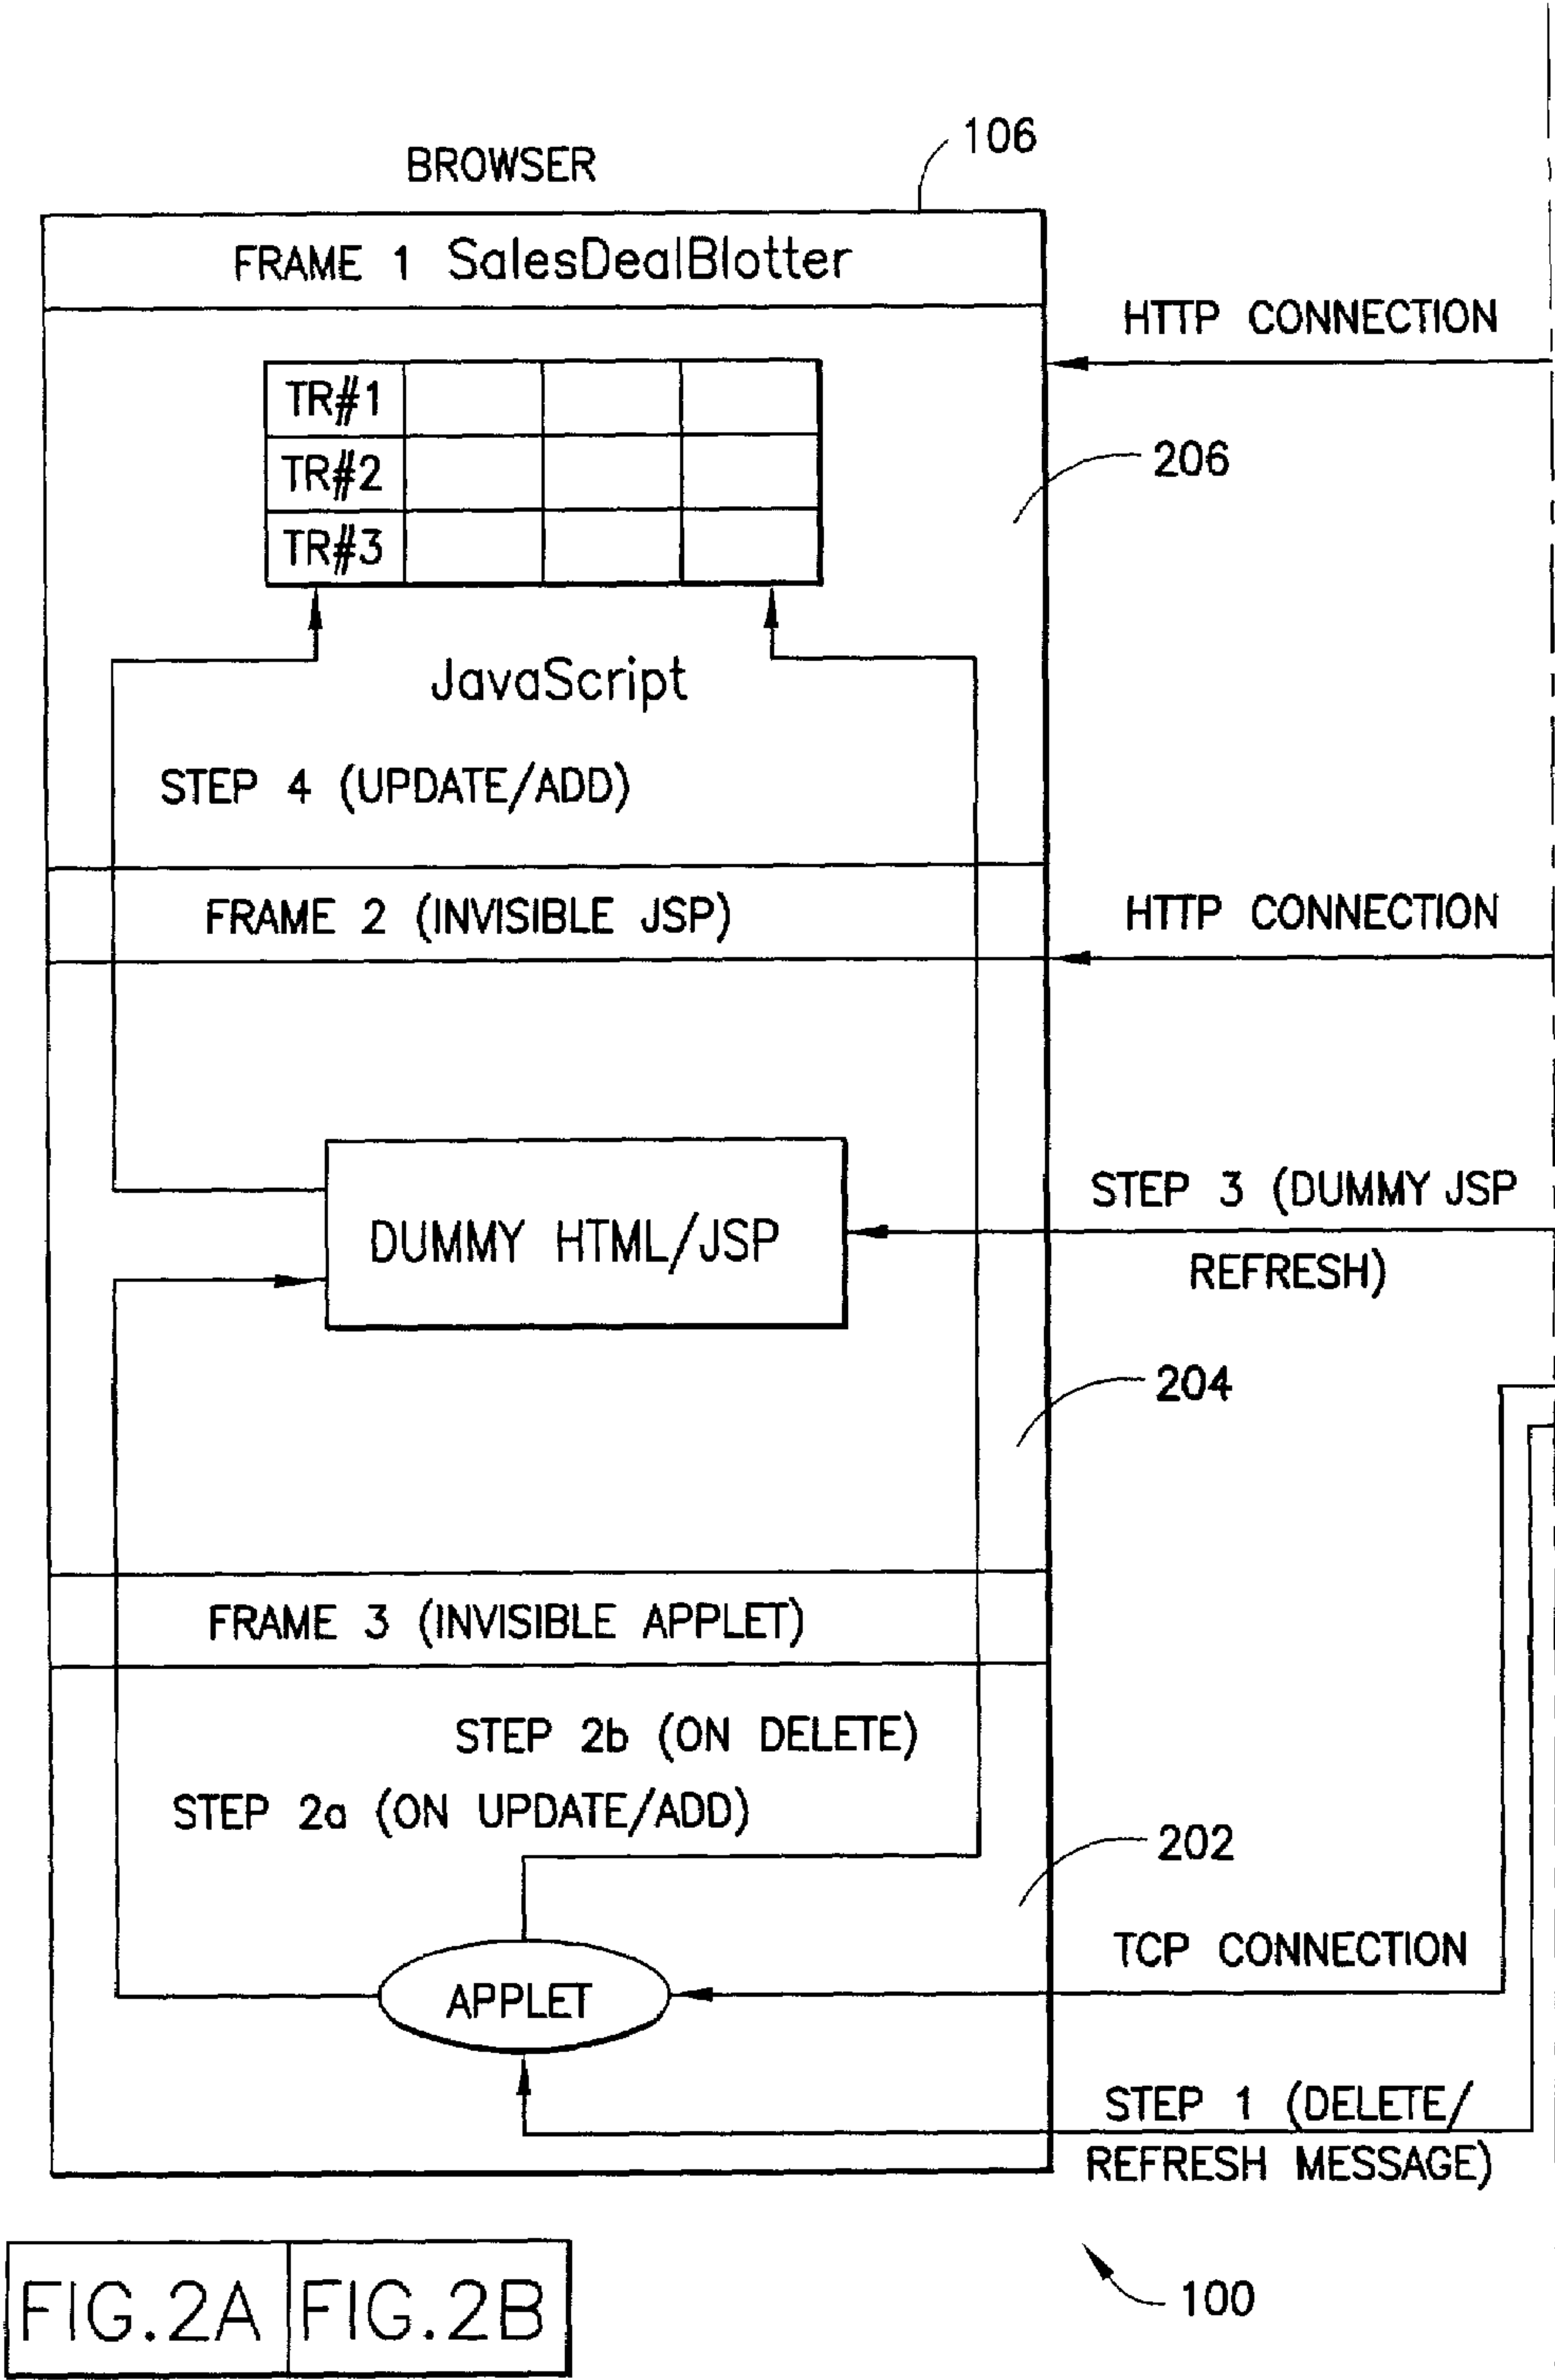 BROWSER
106
FRAME 1 SalesDealBlotter
HTTP CONNECTION
TR#1
TR#2
206
TR#3
JavaScript
STEP 4 (UPDATE/ADD)
FRAME 2 (INVISIBLE JSP)
HTTP CONNECTION
STEP 3 (DUMMY JSP
DUMMY HTML/JSP
REFRESH)
204
FRAME 3 (INVISIBLE APPLET)
STEP 2b (ON DELETE)
STEP 2a (ON UPDATE/ADD)
202
TCP CONNECTION
APPLET
STEP 1 (DELETE/
REFRESH MESSAGE)
100
FIG.2A FIG.2B